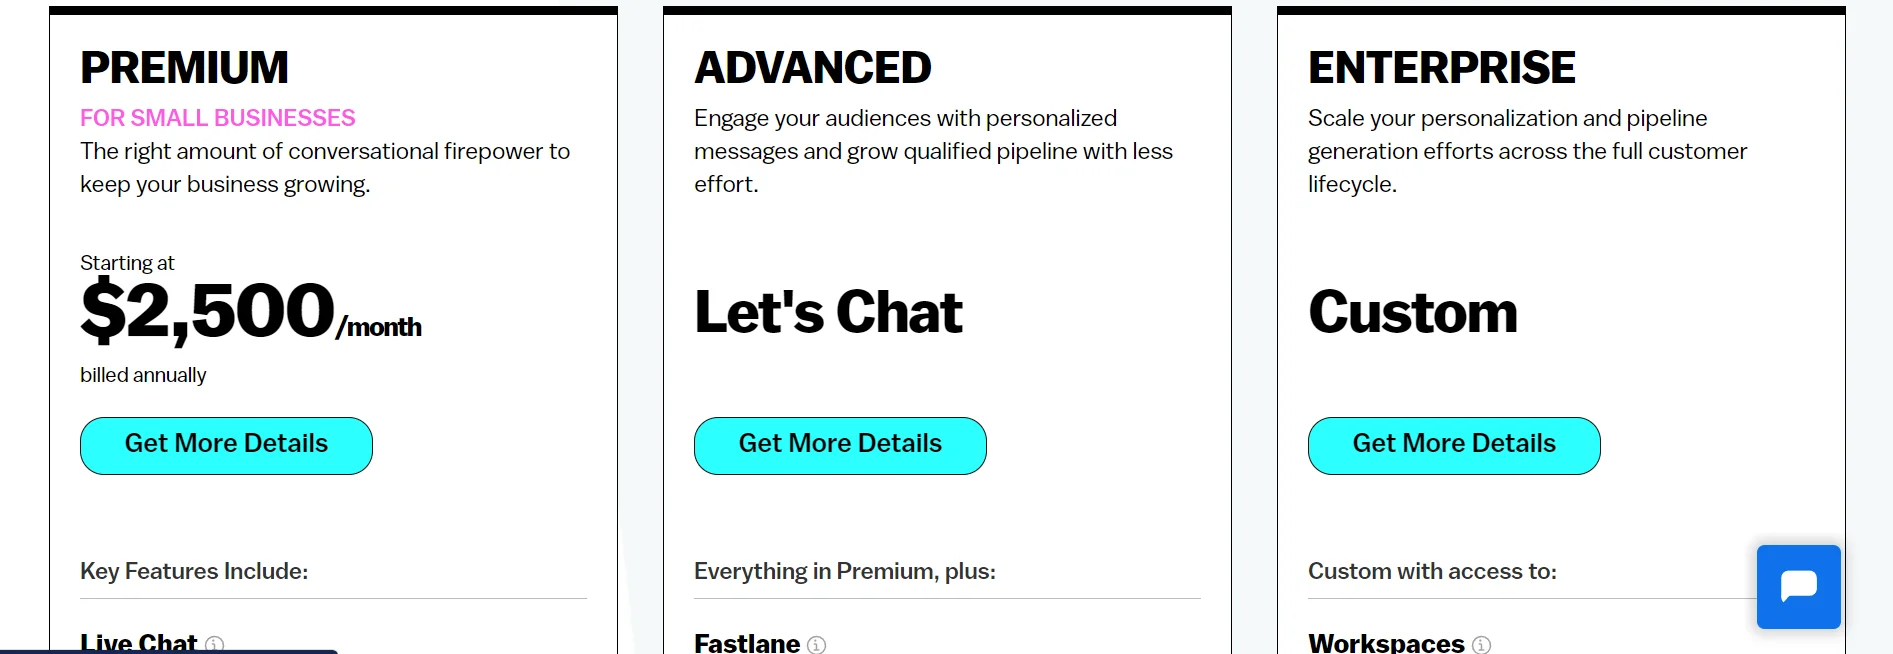 PREMIUM
FOR SMALL BUSINESSES
The right amount of conversational firepower to
keep your business growing.
Starting at
$2,500/month
billed annually
Get More Details
Key Features Include:
Live Chat
ADVANCED
Engage your audiences with personalized
messages and grow qualified pipeline with less
effort.
Let's Chat
Get More Details
Everything in Premium, plus:
Fastlane
ENTERPRISE
Scale your personalization and pipeline
generation efforts across the full customer
lifecycle.
Custom
Get More Details
Custom with access to:
Workspaces